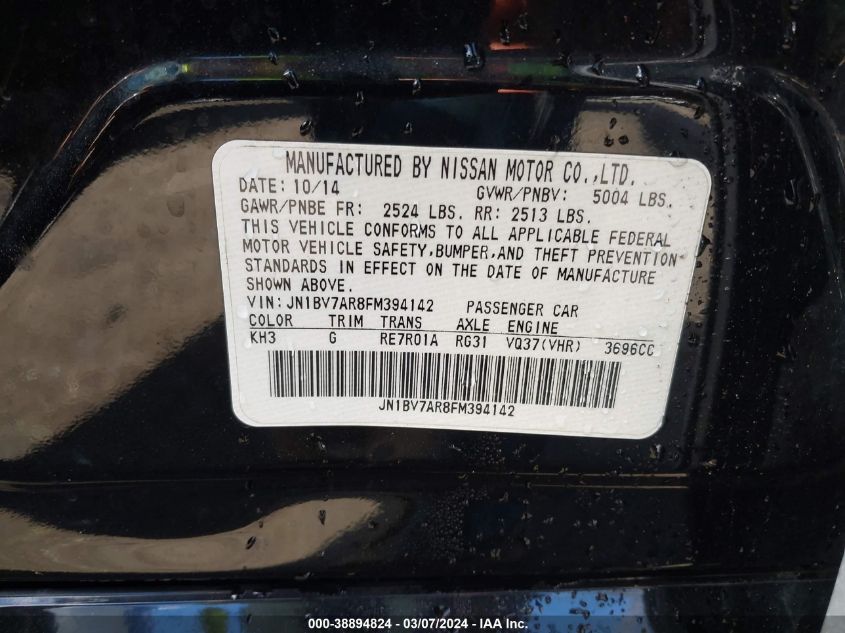 MANUFACTURED BY NISSAN MOTOR CO.,LTD.
DATE: 10/14 GVWR/PNBV: 5004 LBS.
GAWR/PNBE FR: 2524 LBS. RR: 2513 LBS.
THIS VEHICLE CONFORMS TO ALL APPLICABLE FEDERAL
MOTOR VEHICLE SAFETY,BUMPER,AND THEFT PREVENTION
STANDARDS IN EFFECT ON THE DATE OF MANUFACTURE
SHOWN ABOVE.
VIN:JN1BV7AR8FM394142 PASSENGER CAR
COLOR TRIM TRANS AXLE ENGINE
KH3 G RE7R01A RG31 VQ37(VHR) 3696CC
JN1BV7AR8FM394142
000-38894824 — 03/07/2024 — IAA Inc.